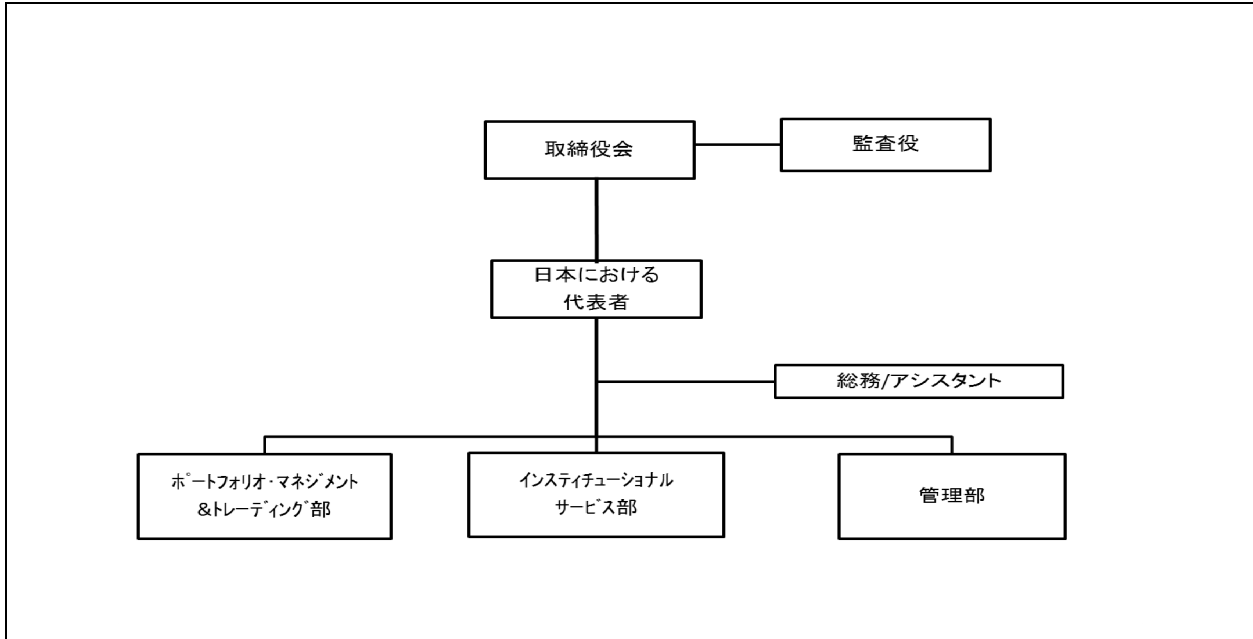 取締役会
監査役
日本における
代表者
総務/アシスタント
ポートフォリオ・マネジメント
&トレーディング部
インスティチューショナル
サービス部
管理部